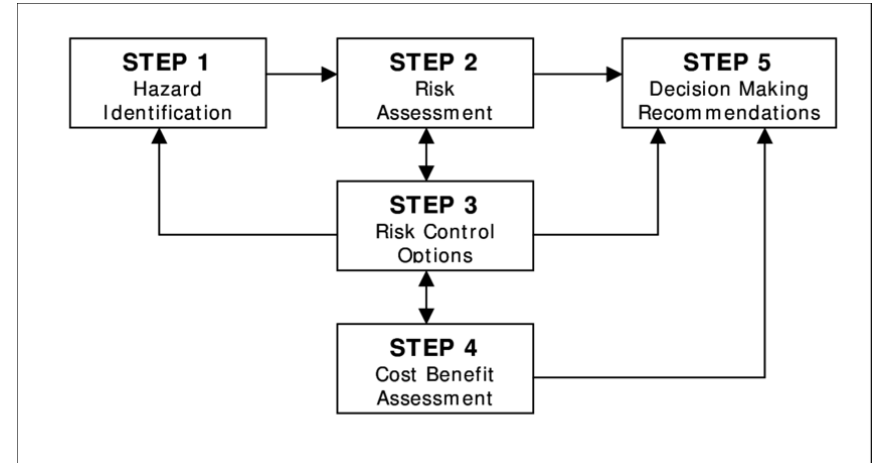 STEP 1
Hazard
Identification
STEP 2
Risk
Assessment
STEP 5
Decision Making
Recommendations
STEP 3
Risk Control
Options
STEP 4
Cost Benefit
Assessment